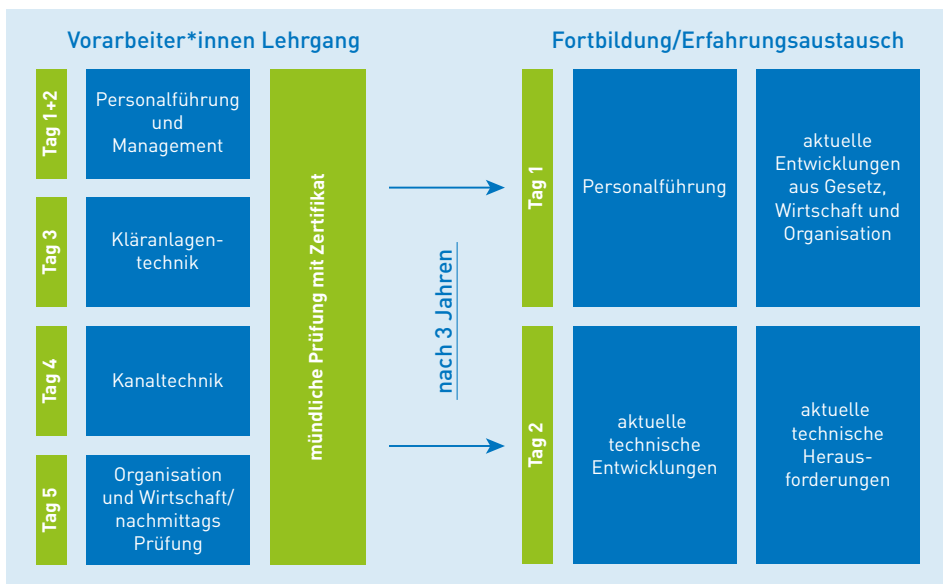 Vorarbeiter*innen Lehrgang
Tag 1+2
Personalführung
und
Management
Tag 3
Kläranlagen-
technik
Tag 4
Kanaltechnik
Tag 5
Organisation
und Wirtschaft/
nachmittags
Prüfung
mündliche Prüfung mit Zertifikat
nach 3 Jahren
Fortbildung/Erfahrungsaustausch
Tag 1
Personalführung
aktuelle
Entwicklungen
aus Gesetz,
Wirtschaft und
Organisation
Tag 2
aktuelle
technische
Entwicklungen
aktuelle
technische
Heraus-
forderungen